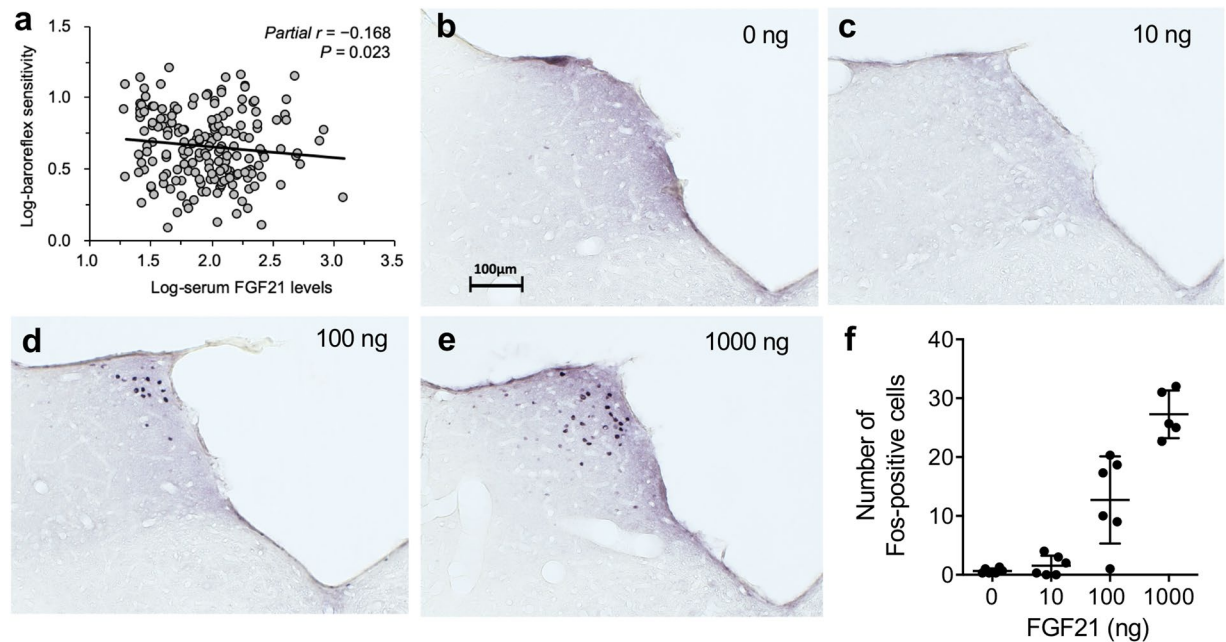 a
1.5
1.0
0.5
0.0
Log-baroreflex sensitivity
Partial r = −0.168
P = 0.023
1.0 1.5 2.0 2.5 3.0 3.5
Log-serum FGF21 levels
b
0 ng
100μm
c
10 ng
d
100 ng
e
1000 ng
f
40
30
20
10
0
Number of
Fos-positive cells
0 10 100 1000
FGF21 (ng)